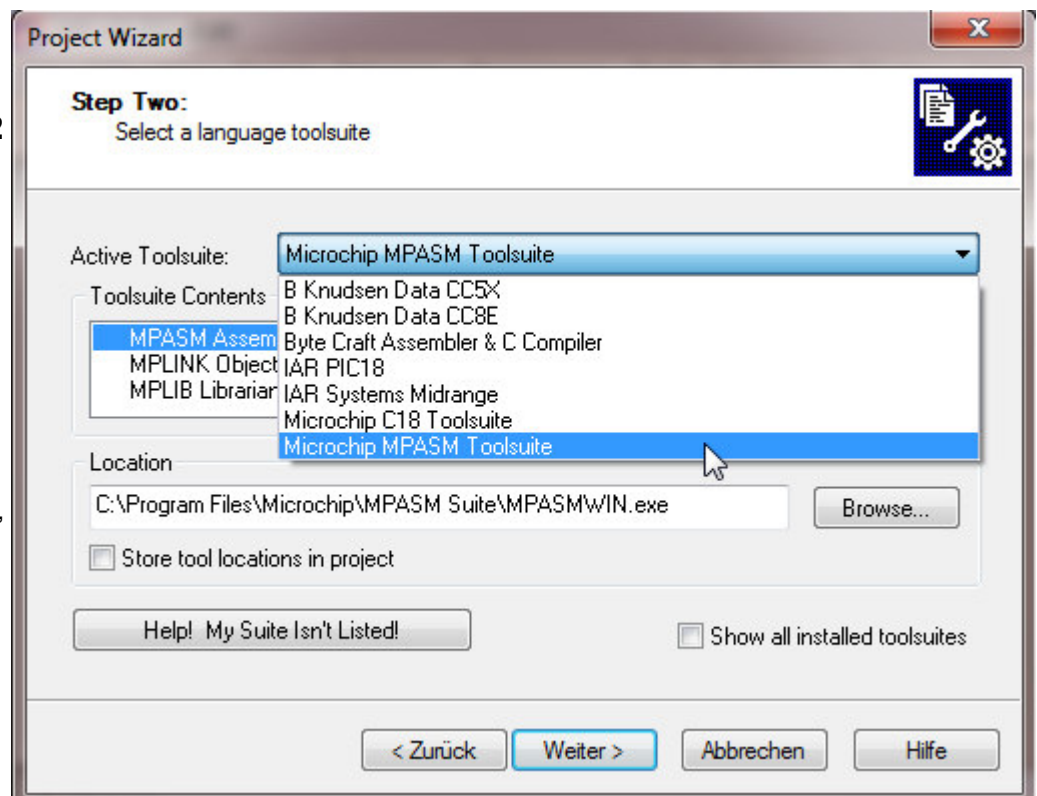 Project Wizard
X
Step Two:
2
Select a language toolsuite
Active Toolsuite:
Microchip MPASM Toolsuite
Toolsuite Contents
B Knudsen Data CC5X
B Knudsen Data CC8E
MPASM Assem
Byte Craft Assembler & C Compiler
MPLINK Object
IAR PIC18
MPLIB Librarian
IAR Systems Midrange
Microchip C18 Toolsuite
Microchip MPASM Toolsuite
Location
C:\Program Files\Microchip\MPASM Suite\MPASMWIN.exe
Browse...
,
Store tool locations in project
Help! My Suite Isn't Listed!
Show all installed toolsuites
< Zurück
Weiter >
Abbrechen
Hilfe